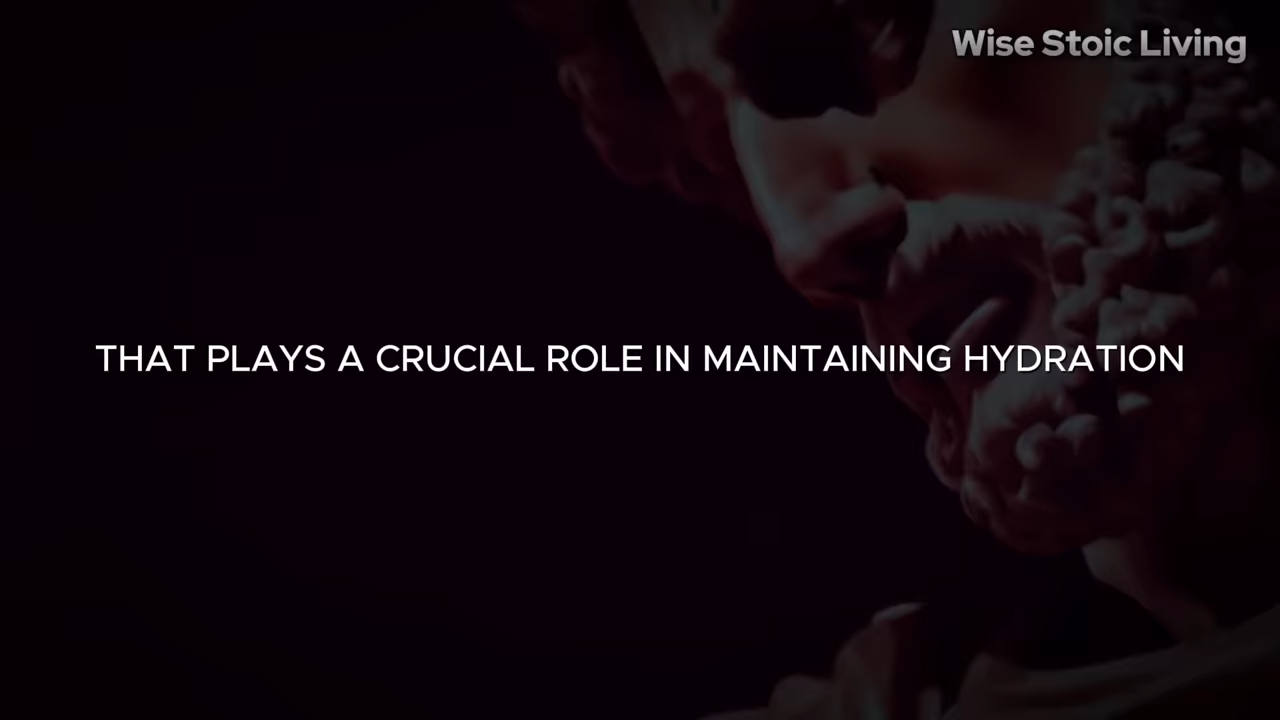 Wise Stoic Living
THAT PLAYS A CRUCIAL ROLE IN MAINTAINING HYDRATION